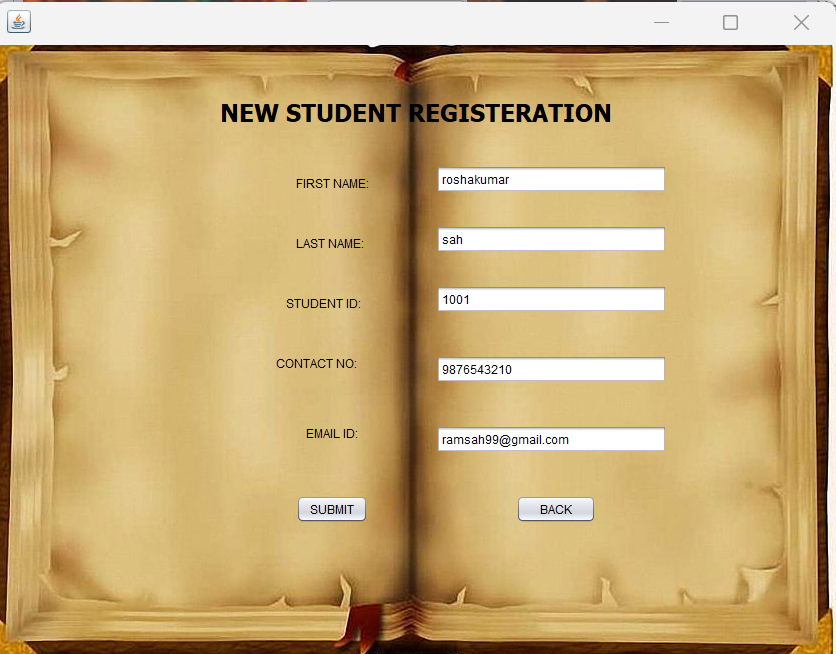 NEW STUDENT REGISTERATION
FIRST NAME: roshakumar
LAST NAME: sah
STUDENT ID: 1001
CONTACT NO: 9876543210
EMAIL ID: ramsah99@gmail.com
SUBMIT BACK